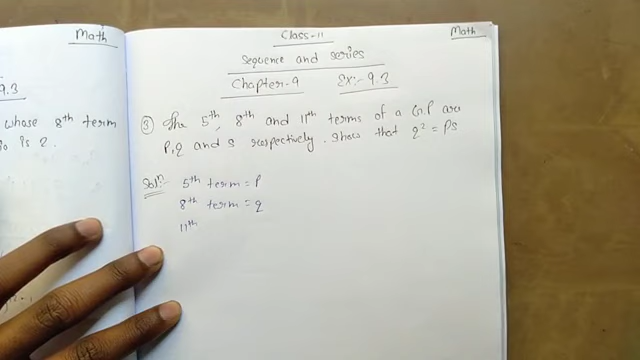 Math
9.3
whose 8th term
is 2.
Class-11
Math
Sequence and series
Chapter-9 Ex:- 9.3
③ The 5th, 8th and 11th terms of a G.P are
P, q and s respectively. Show that q² = PS
Solⁿ: 5th term = P
8th term = q
11th